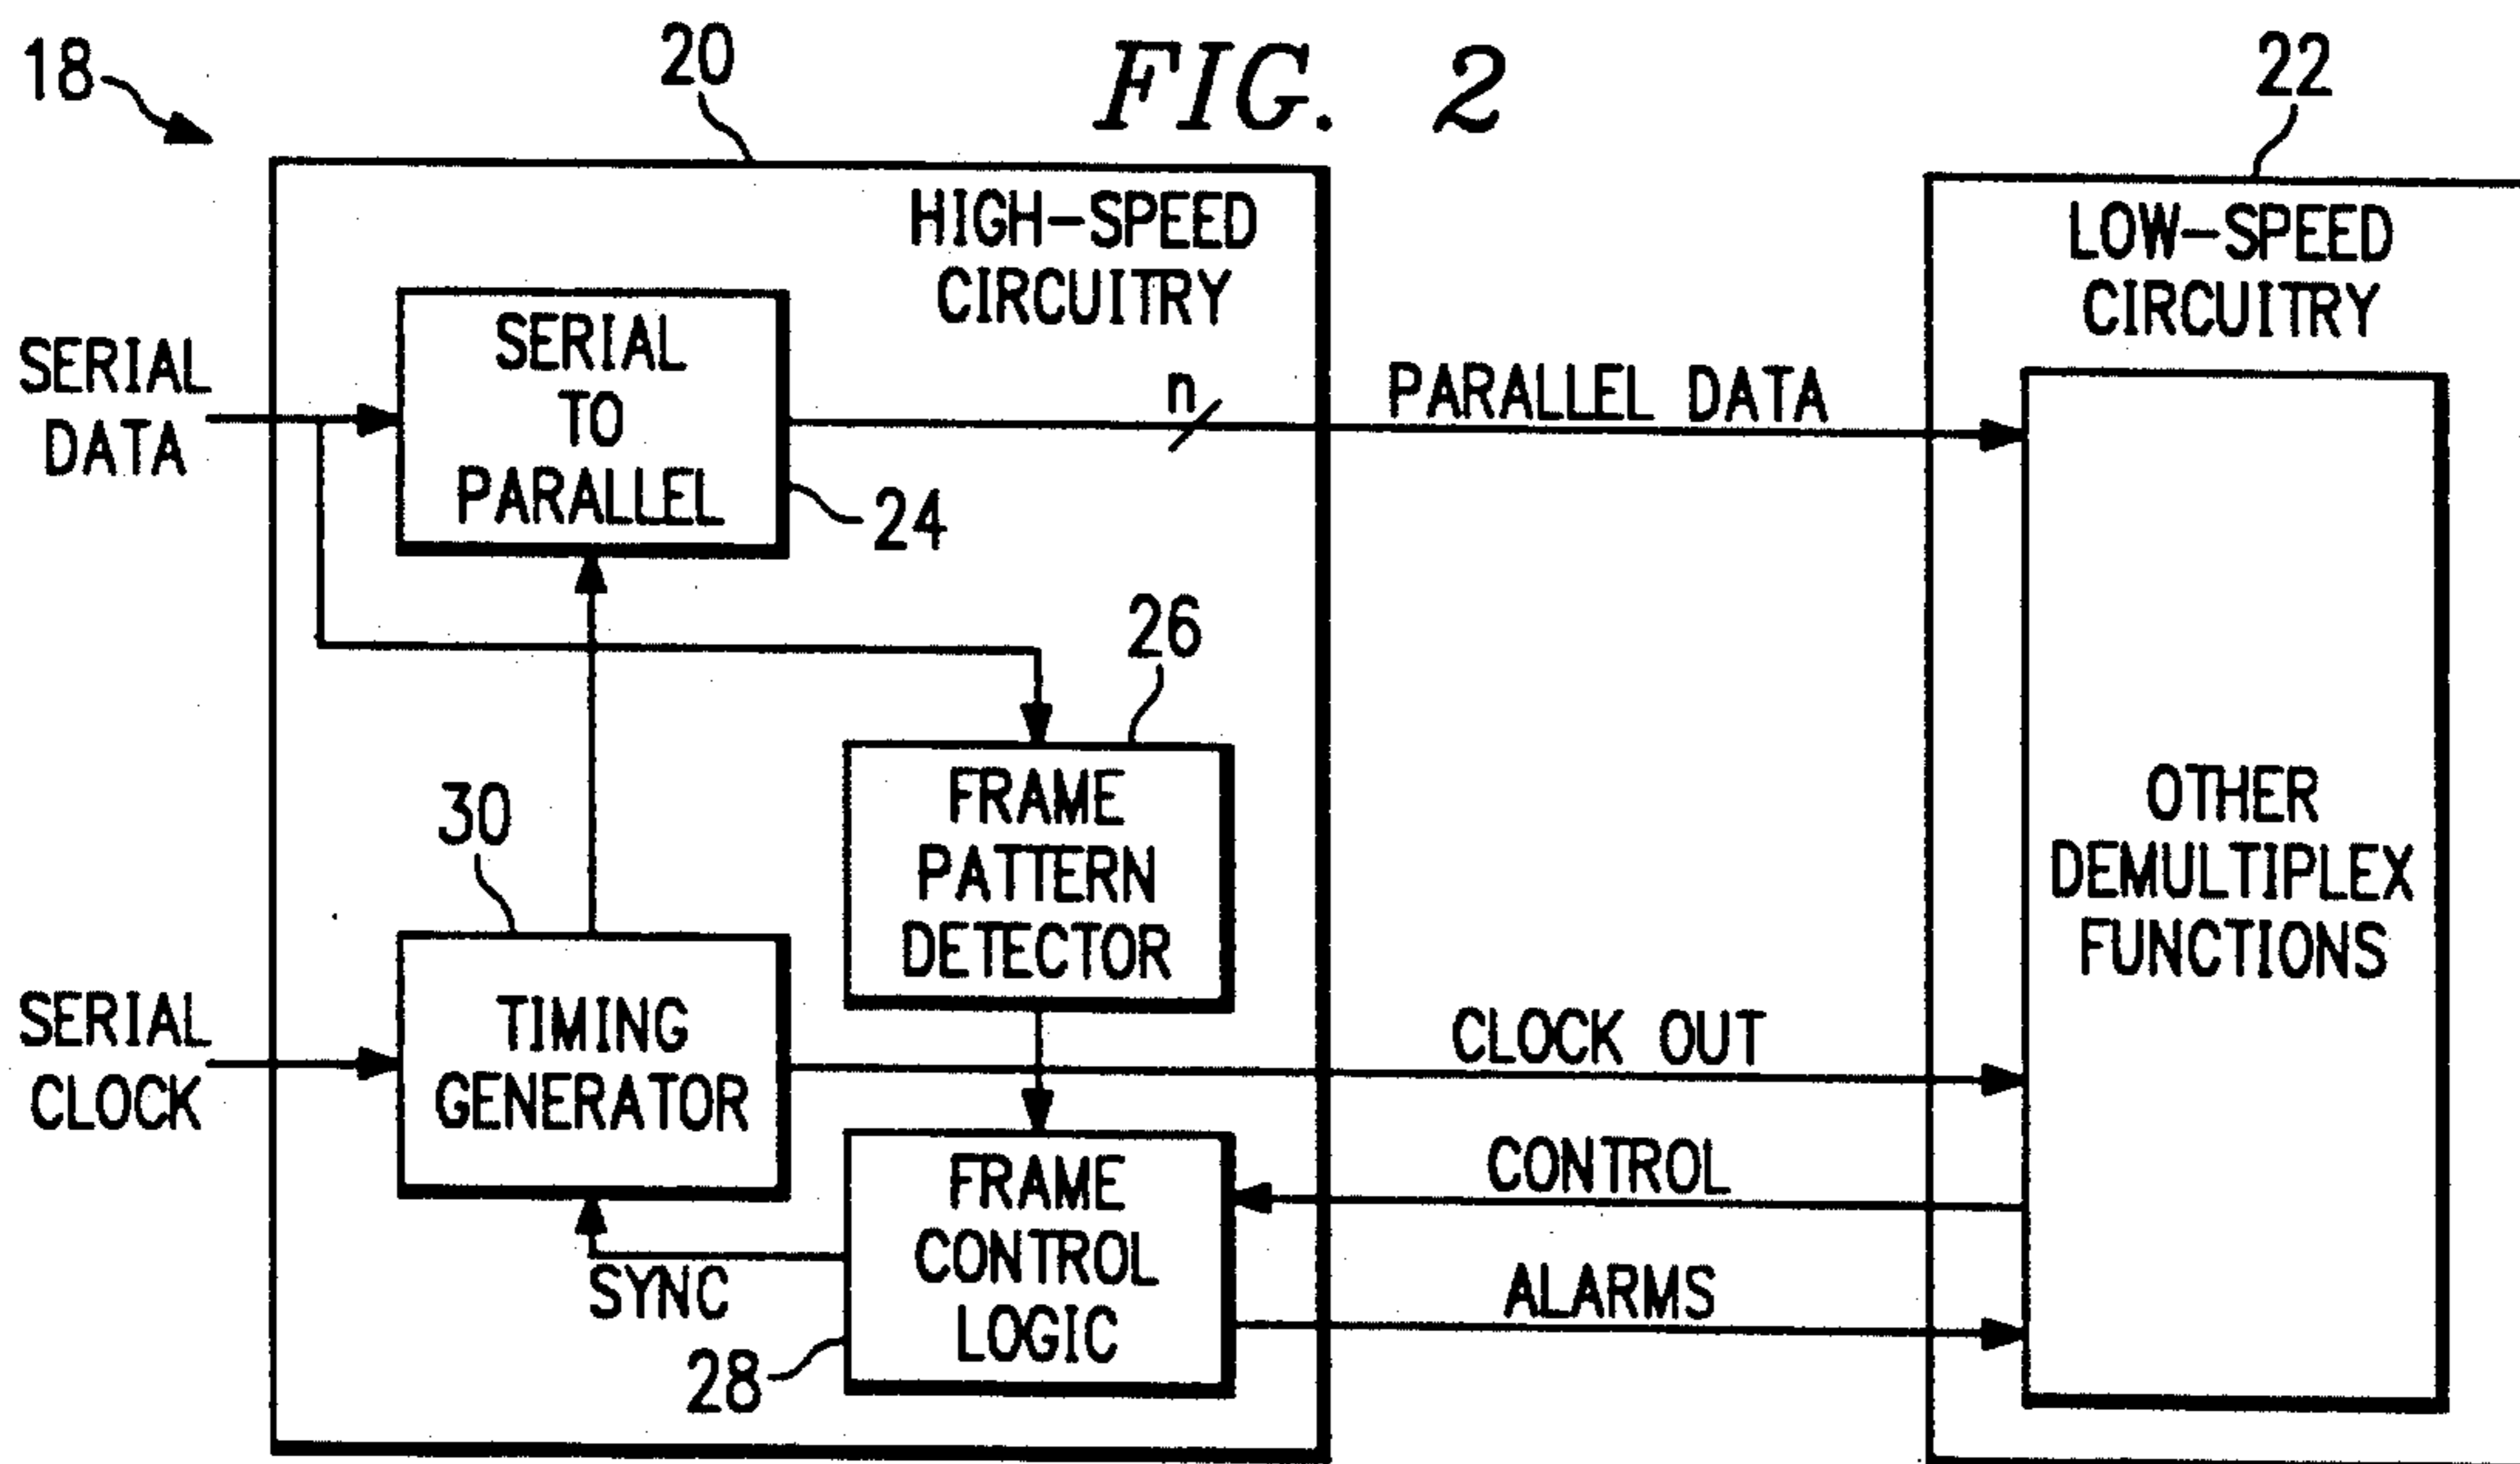 FIG. 2
18
20
22
HIGH-SPEED
CIRCUITRY
LOW-SPEED
CIRCUITRY
SERIAL
DATA
SERIAL
TO
PARALLEL
24
n
PARALLEL DATA
26
FRAME
PATTERN
DETECTOR
30
OTHER
DEMULTIPLEX
FUNCTIONS
SERIAL
CLOCK
TIMING
GENERATOR
CLOCK OUT
CONTROL
FRAME
CONTROL
LOGIC
SYNC
28
ALARMS